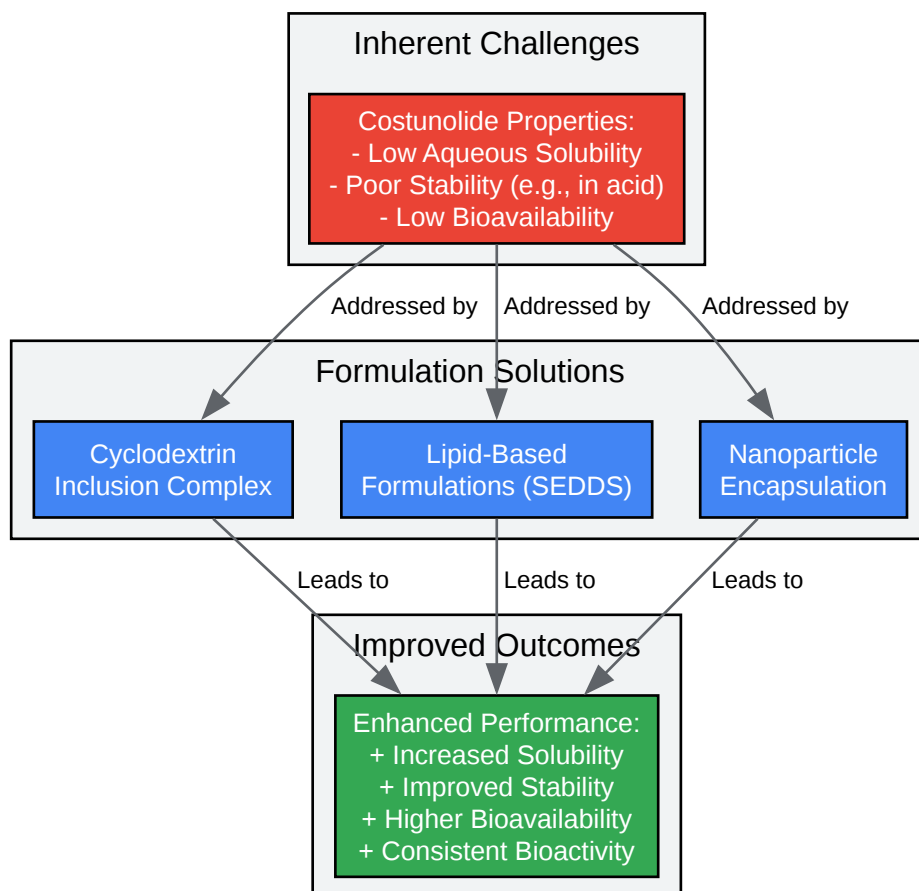 Inherent Challenges
Costunolide Properties:
- Low Aqueous Solubility
- Poor Stability (e.g., in acid)
- Low Bioavailability
Addressed by
Addressed by
Addressed by
Formulation Solutions
Cyclodextrin
Inclusion Complex
Lipid-Based
Formulations (SEDDS)
Nanoparticle
Encapsulation
Leads to
Leads to
Leads to
Improved Outcomes
Enhanced Performance:
+ Increased Solubility
+ Improved Stability
+ Higher Bioavailability
+ Consistent Bioactivity